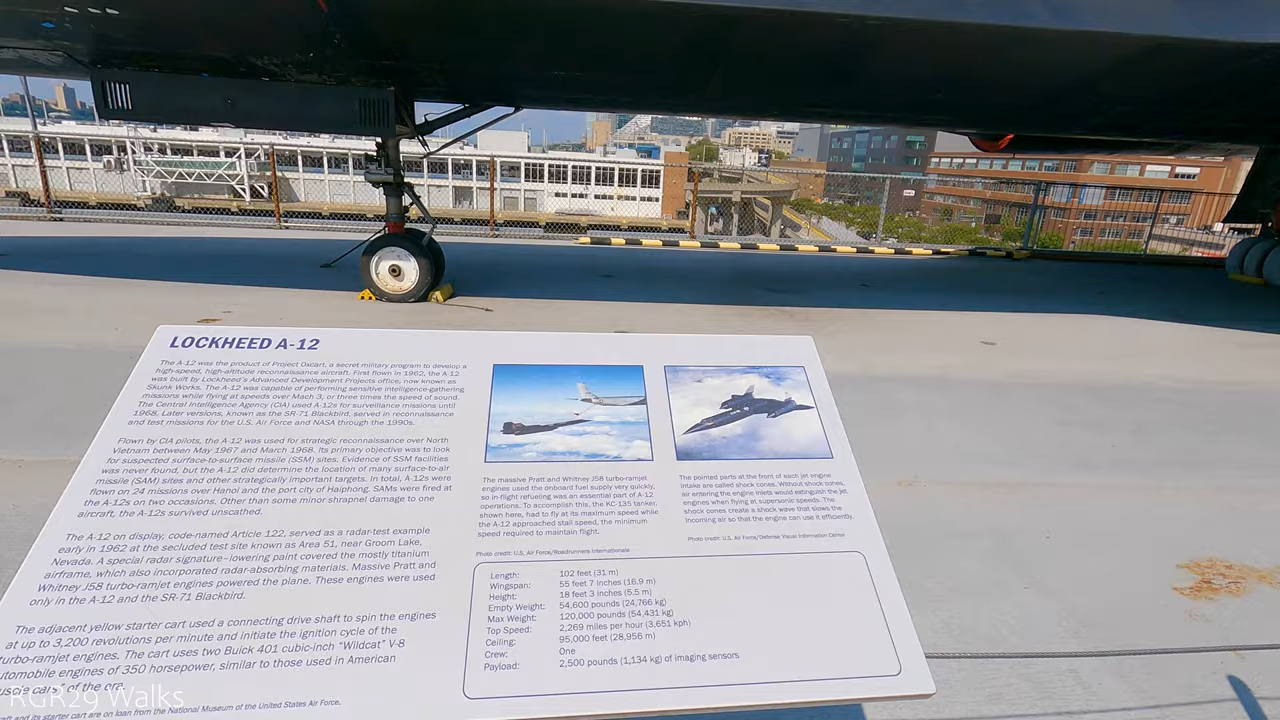 LOCKHEED A-12
The A-12 was the product of Project Oxcart, a secret military program to develop a
high-speed, high-altitude reconnaissance aircraft. First flown in 1962, the A-12
was built by Lockheed's Advanced Development Projects office, now known as
Skunk Works. The A-12 was capable of performing sensitive intelligence-gathering
missions while flying at speeds over Mach 3, or three times the speed of sound.
The Central Intelligence Agency (CIA) used A-12s for surveillance missions until
1968. Later versions, known as the SR-71 Blackbird, served in reconnaissance
and test missions for the U.S. Air Force and NASA through the 1990s.
Flown by CIA pilots, the A-12 was used for strategic reconnaissance over North
Vietnam between May 1967 and March 1968. Its primary objective was to look
for suspected surface-to-surface missile (SSM) sites. Evidence of SSM facilities
was never found, but the A-12 did determine the location of many surface-to-air
missile (SAM) sites and other strategically important targets. In total, A-12s were
flown on 24 missions over Hanoi and the port city of Haiphong. SAMs were fired at
the A-12s on two occasions. Other than some minor shrapnel damage to one
aircraft, the A-12s survived unscathed.
The A-12 on display, code-named Article 122, served as a radar-test example
early in 1962 at the secluded test site known as Area 51, near Groom Lake,
Nevada. A special radar signature-lowering paint covered the mostly titanium
airframe, which also incorporated radar-absorbing materials. Massive Pratt and
Whitney J58 turbo-ramjet engines powered the plane. These engines were used
only in the A-12 and the SR-71 Blackbird.
The adjacent yellow starter cart used a connecting drive shaft to spin the engines
at up to 3,200 revolutions per minute and initiate the ignition cycle of the
turbo-ramjet engines. The cart uses two Buick 401 cubic-inch "Wildcat" V-8
automobile engines of 350 horsepower, similar to those used in American
muscle cars of the era.
and its starter cart are on loan from the National Museum of the United States Air Force.
The massive Pratt and Whitney J58 turbo-ramjet
engines used the onboard fuel supply very quickly,
so in-flight refueling was an essential part of A-12
operations. To accomplish this, the KC-135 tanker,
shown here, had to fly at its maximum speed while
the A-12 approached stall speed, the minimum
speed required to maintain flight.
Photo credit: U.S. Air Force/Roadrunners Internationale
The pointed parts at the front of each jet engine
intake are called shock cones. Without shock cones,
air entering the engine inlets would extinguish the jet
engines when flying at supersonic speeds. The
shock cones create a shock wave that slows the
incoming air so that the engine can use it efficiently.
Photo credit: U.S. Air Force/Defense Visual Information Center
Length: 102 feet (31 m)
Wingspan: 55 feet 7 inches (16.9 m)
Height: 18 feet 3 inches (5.5 m)
Empty Weight: 54,600 pounds (24,766 kg)
Max Weight: 120,000 pounds (54,431 kg)
Top Speed: 2,269 miles per hour (3,651 kph)
Ceiling: 95,000 feet (28,956 m)
Crew: One
Payload: 2,500 pounds (1,134 kg) of imaging sensors
RGR29 Walks